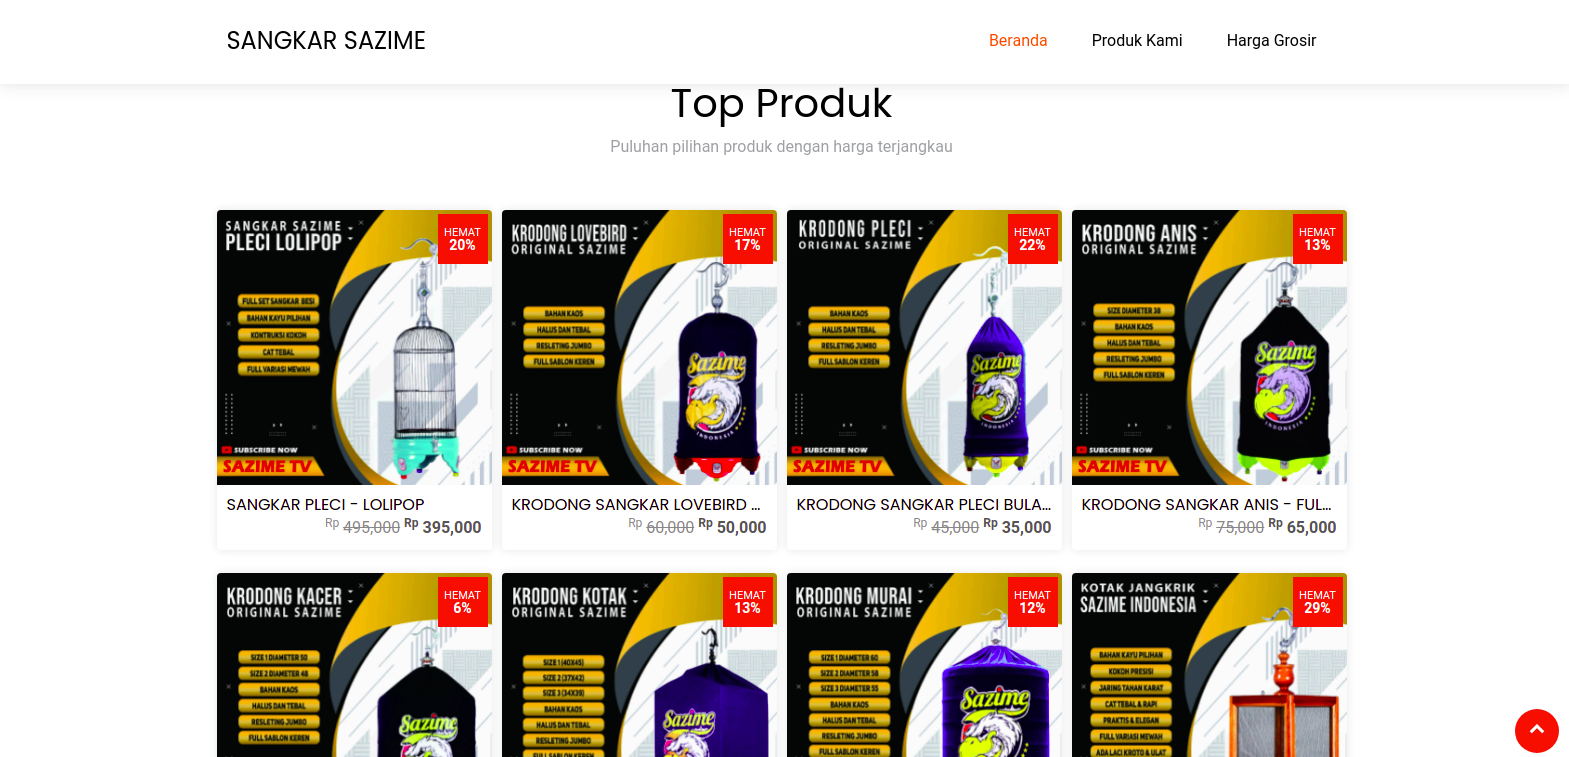 SANGKAR SAZIME
Beranda
Produk Kami
Harga Grosir
Top Produk
Puluhan pilihan produk dengan harga terjangkau
SANGKAR SAZIME
PLECI LOLIPOP
HEMAT
20%
FULL SET SANGKAR BESI
BAHAN KAYU PILIHAN
KONTRUKSI KOKOH
CAT TEBAL
FULL VARIASI MEWAH
SUBSCRIBE NOW
SAZIME TV
SANGKAR PLECI - LOLIPOP
Rp 495,000 Rp 395,000
KRODONG LOVEBIRD
ORIGINAL SAZIME
HEMAT
17%
BAHAN KAOS
HALUS DAN TEBAL
RESLETING JUMBO
FULL SABLON KEREN
Sazime
INDONESIA
SUBSCRIBE NOW
SAZIME TV
KRODONG SANGKAR LOVEBIRD ...
Rp 60,000 Rp 50,000
KRODONG PLECI
ORIGINAL SAZIME
HEMAT
22%
BAHAN KAOS
HALUS DAN TEBAL
RESLETING JUMBO
FULL SABLON KEREN
Sazime
INDONESIA
SUBSCRIBE NOW
SAZIME TV
KRODONG SANGKAR PLECI BULA...
Rp 45,000 Rp 35,000
KRODONG ANIS
ORIGINAL SAZIME
HEMAT
13%
SIZE DIAMETER 38
BAHAN KAOS
HALUS DAN TEBAL
RESLETING JUMBO
FULL SABLON KEREN
Sazime
INDONESIA
SUBSCRIBE NOW
SAZIME TV
KRODONG SANGKAR ANIS - FUL...
Rp 75,000 Rp 65,000
KRODONG KACER
ORIGINAL SAZIME
HEMAT
6%
SIZE 1 DIAMETER 50
SIZE 2 DIAMETER 48
BAHAN KAOS
HALUS DAN TEBAL
RESLETING JUMBO
FULL SABLON KEREN
Sazime
KRODONG KOTAK
ORIGINAL SAZIME
HEMAT
13%
SIZE 1 (40X45)
SIZE 2 (37X42)
SIZE 3 (34X39)
BAHAN KAOS
HALUS DAN TEBAL
RESLETING JUMBO
FULL SABLON KEREN
Sazime
KRODONG MURAI
ORIGINAL SAZIME
HEMAT
12%
SIZE 1 DIAMETER 60
SIZE 2 DIAMETER 58
SIZE 3 DIAMETER 55
BAHAN KAOS
HALUS DAN TEBAL
RESLETING JUMBO
FULL SABLON KEREN
Sazime
KOTAK JANGKRIK
SAZIME INDONESIA
HEMAT
29%
BAHAN KAYU PILIHAN
KOKOH PRESISI
JARING TAHAN KARAT
CAT TEBAL & RAPI
PRAKTIS & ELEGAN
FULL VARIASI MEWAH
ADA LACI KROTO & ULAT